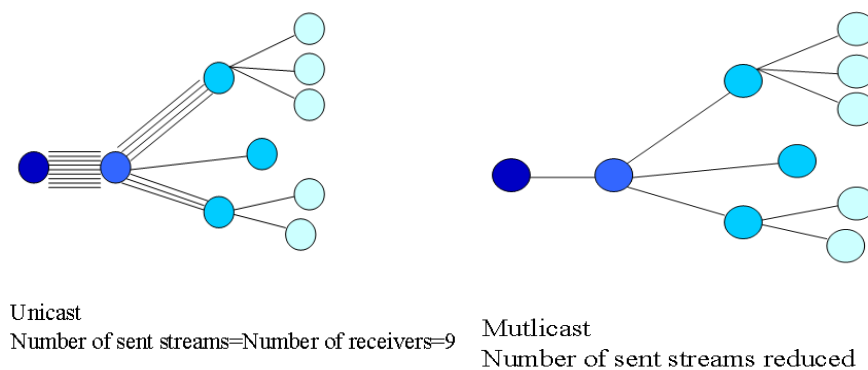 Unicast
Number of sent streams=Number of receivers=9
Mutlicast
Number of sent streams reduced